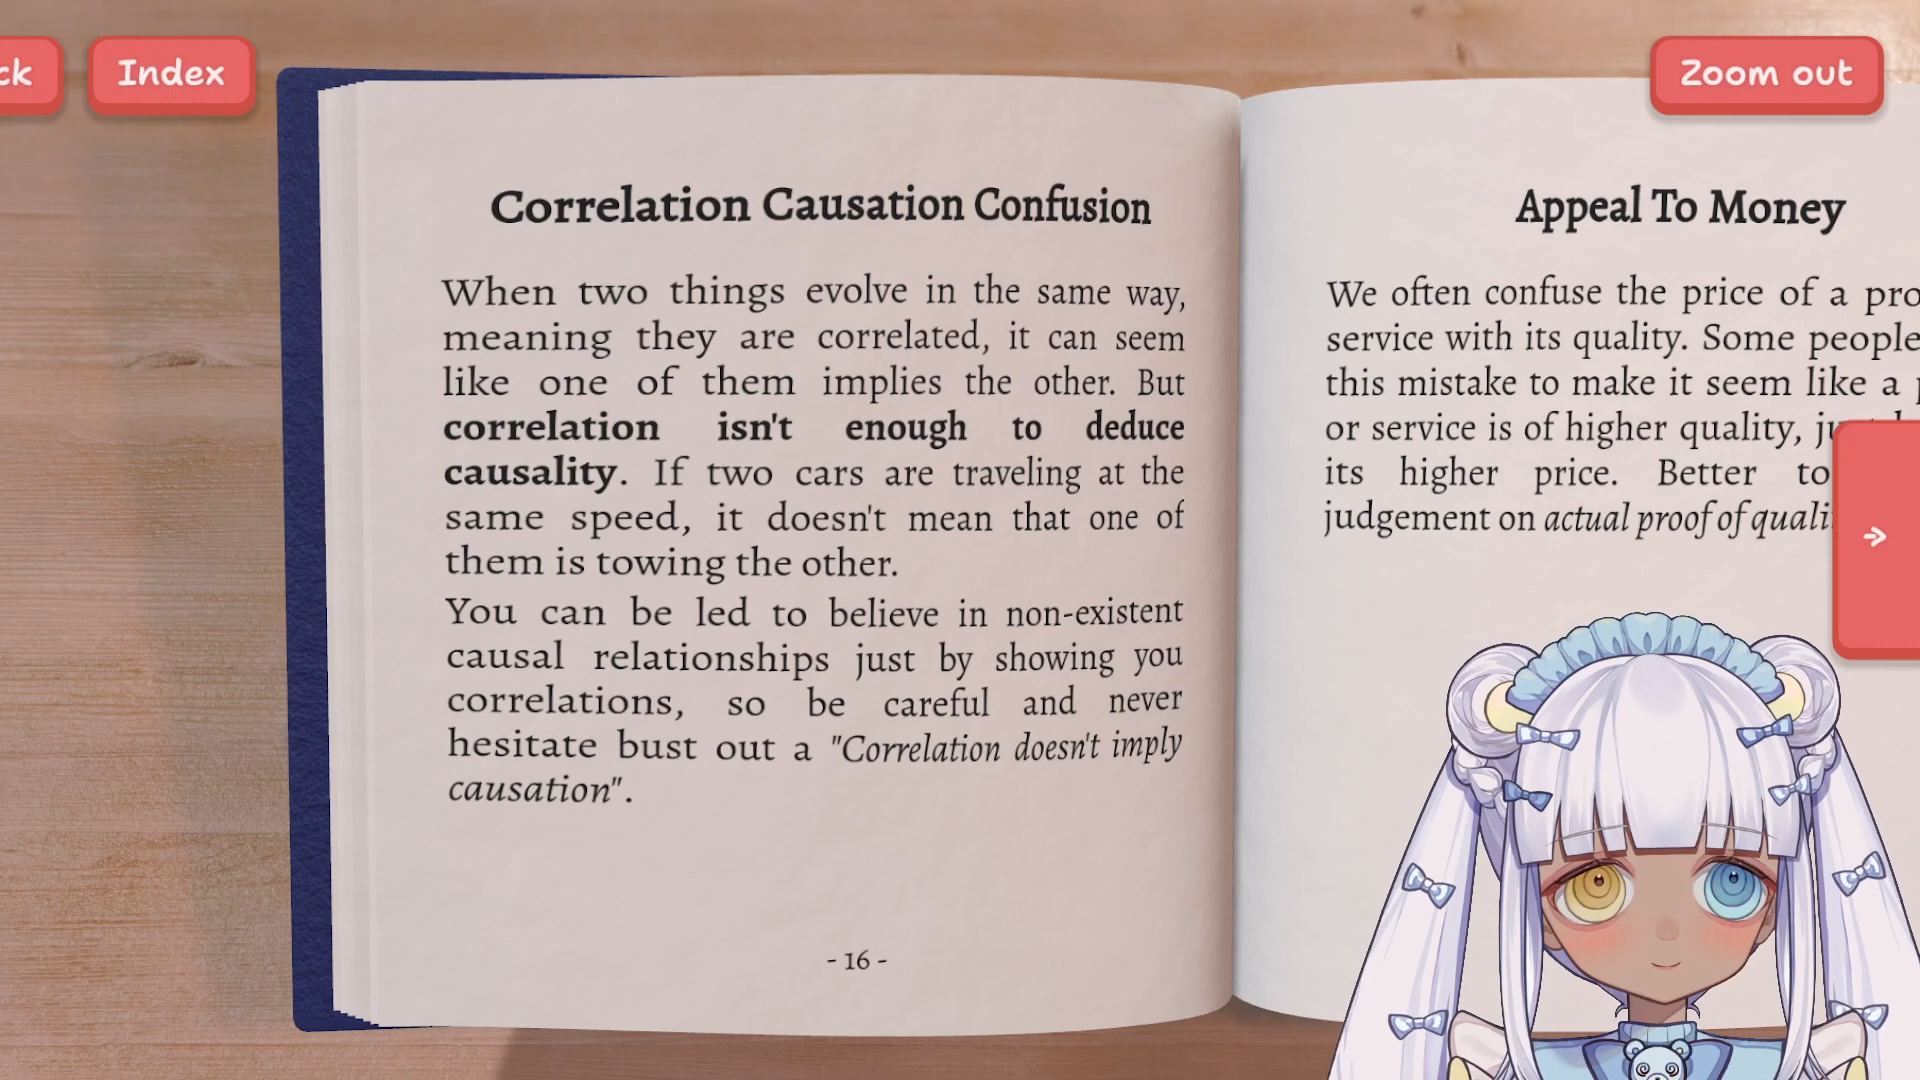 ck
Index
Zoom out
Correlation Causation Confusion
When two things evolve in the same way,
meaning they are correlated, it can seem
like one of them implies the other. But
correlation isn't enough to deduce
causality. If two cars are traveling at the
same speed, it doesn't mean that one of
them is towing the other.
You can be led to believe in non-existent
causal relationships just by showing you
correlations, so be careful and never
hesitate bust out a "Correlation doesn't imply
causation".
- 16 -
Appeal To Money
We often confuse the price of a pro
service with its quality. Some people
this mistake to make it seem like a
or service is of higher quality,
its higher price. Better to
judgement on actual proof of quali